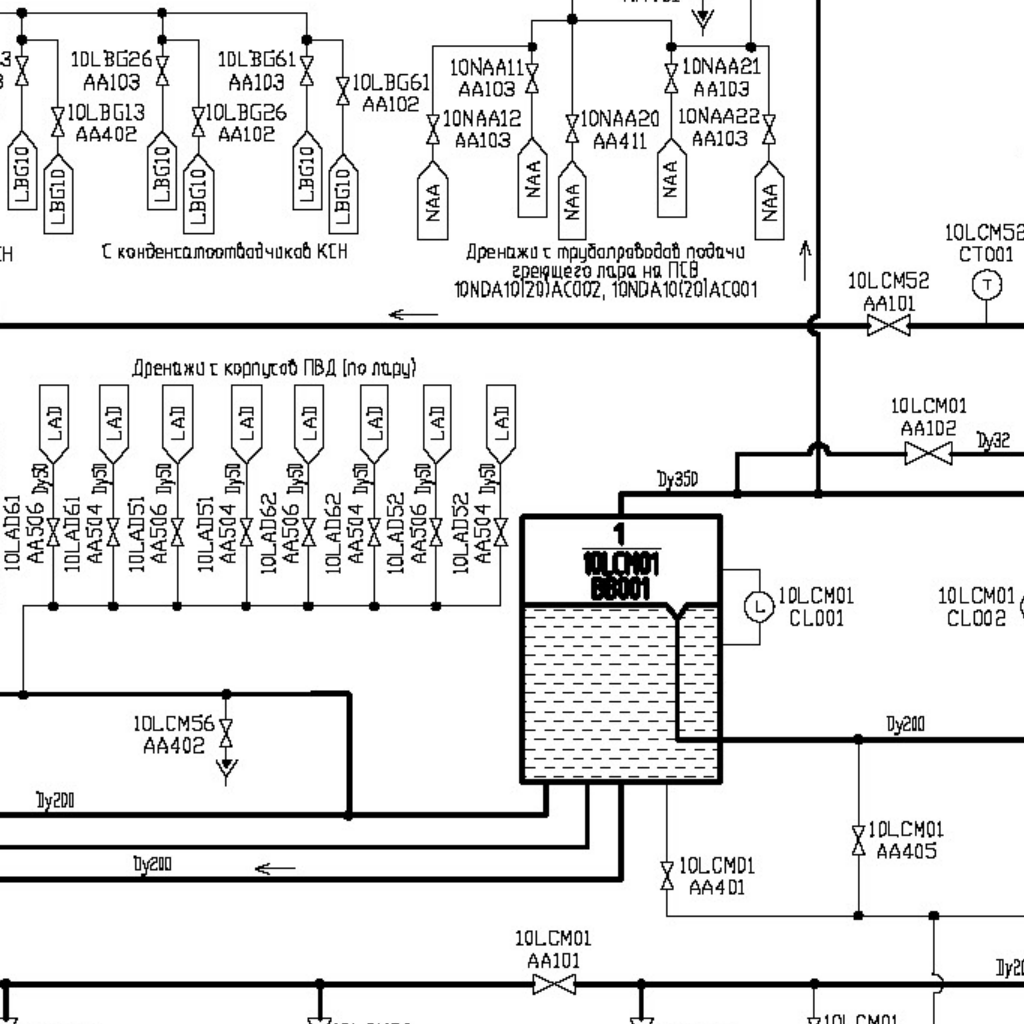 10LBG26
AA103
10LBG61
AA103
10LBG61
AA102
10LBG13
AA402
10LBG26
AA102
10NAA11
AA103
10NAA21
AA103
10NAA12
AA103
10NAA20
AA411
10NAA22
AA103
LBG10
LBG10
LBG10
LBG10
LBG10
LBG10
NAA
NAA
NAA
NAA
NAA
С конденсатоотводчиков КСН
Дренажи с трубопроводов подачи
греющего пара на ПСВ
10NDA10(20)AC002, 10NDA10(20)AC001
10LCM52
CT001
T
10LCM52
AA101
Дренажи с корпусов ПВД (по пару)
LAD
LAD
LAD
LAD
LAD
LAD
LAD
LAD
Dy50
Dy50
Dy50
Dy50
Dy50
Dy50
Dy50
Dy50
10LAD61
AA506
10LAD61
AA504
10LAD51
AA506
10LAD51
AA504
10LAD62
AA506
10LAD62
AA504
10LAD52
AA506
10LAD52
AA504
10LCM01
AA102
Dy32
Dy350
1
10LCM01
BB001
L
10LCM01
CL001
10LCM01
CL002
10LCM56
AA402
Dy200
Dy200
Dy200
10LCM01
AA405
10LCM01
AA401
10LCM01
AA101
10LCM01